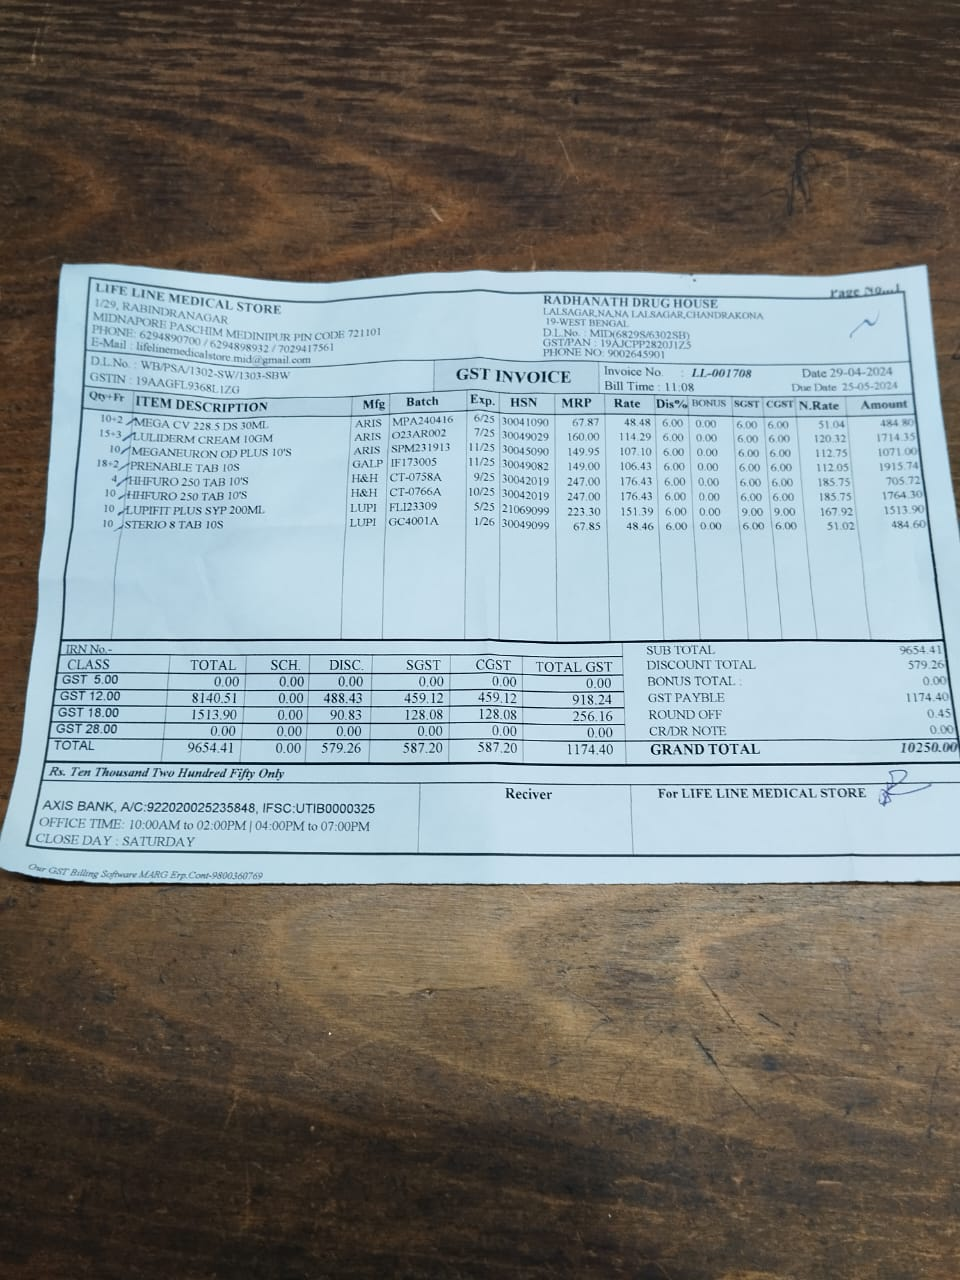 Page No...1
LIFE LINE MEDICAL STORE
1/29, RABINDRANAGAR
MIDNAPORE PASCHIM MEDINIPUR PIN CODE 721101
PHONE: 6294890700 / 6294898932 / 7029417561
E-Mail : lifelinemedicalstore.mid@gmail.com
D.L.No. : WB/PSA/1302-SW/1303-SBW
GSTIN : 19AAGFL9368L1ZG
RADHANATH DRUG HOUSE
LALSAGAR,NA,NA LALSAGAR,CHANDRAKONA
19-WEST BENGAL
D.L.No. : MID(6829S/6302SB)
GST/PAN : 19AJCPP2820J1Z5
PHONE NO: 9002645901
GST INVOICE
Invoice No. : LL-001708 Date 29-04-2024
Bill Time : 11:08 Due Date 25-05-2024
Qty+Fr ITEM DESCRIPTION Mfg Batch Exp. HSN MRP Rate Dis% BONUS SGST CGST N.Rate Amount
10+2 MEGA CV 228.5 DS 30ML ARIS MPA240416 6/25 30041090 67.87 48.48 6.00 0.00 6.00 6.00 51.04 484.80
15+3 LULIDERM CREAM 10GM ARIS O23AR002 7/25 30049029 160.00 114.29 6.00 0.00 6.00 6.00 120.32 1714.35
10 MEGANEURON OD PLUS 10'S ARIS SPM231913 11/25 30045090 149.95 107.10 6.00 0.00 6.00 6.00 112.75 1071.00
18+2 PRENABLE TAB 10S GALP IF173005 11/25 30049082 149.00 106.43 6.00 0.00 6.00 6.00 112.05 1915.74
4 HHFURO 250 TAB 10'S H&H CT-0758A 9/25 30042019 247.00 176.43 6.00 0.00 6.00 6.00 185.75 705.72
10 HHFURO 250 TAB 10'S H&H CT-0766A 10/25 30042019 247.00 176.43 6.00 0.00 6.00 6.00 185.75 1764.30
10 LUPIFIT PLUS SYP 200ML LUPI FLI23309 5/25 21069099 223.30 151.39 6.00 0.00 9.00 9.00 167.92 1513.90
10 STERIO 8 TAB 10S LUPI GC4001A 1/26 30049099 67.85 48.46 6.00 0.00 6.00 6.00 51.02 484.60
IRN No.-
CLASS TOTAL SCH. DISC. SGST CGST TOTAL GST
GST 5.00 0.00 0.00 0.00 0.00 0.00 0.00
GST 12.00 8140.51 0.00 488.43 459.12 459.12 918.24
GST 18.00 1513.90 0.00 90.83 128.08 128.08 256.16
GST 28.00 0.00 0.00 0.00 0.00 0.00 0.00
TOTAL 9654.41 0.00 579.26 587.20 587.20 1174.40
SUB TOTAL 9654.41
DISCOUNT TOTAL 579.26
BONUS TOTAL : 0.00
GST PAYBLE 1174.40
ROUND OFF 0.45
CR/DR NOTE 0.00
GRAND TOTAL 10250.00
Rs. Ten Thousand Two Hundred Fifty Only
AXIS BANK, A/C:922020025235848, IFSC:UTIB0000325
OFFICE TIME: 10:00AM to 02:00PM | 04:00PM to 07:00PM
CLOSE DAY : SATURDAY
Reciver
For LIFE LINE MEDICAL STORE
Our GST Billing Software MARG Erp.Cont-9800360769